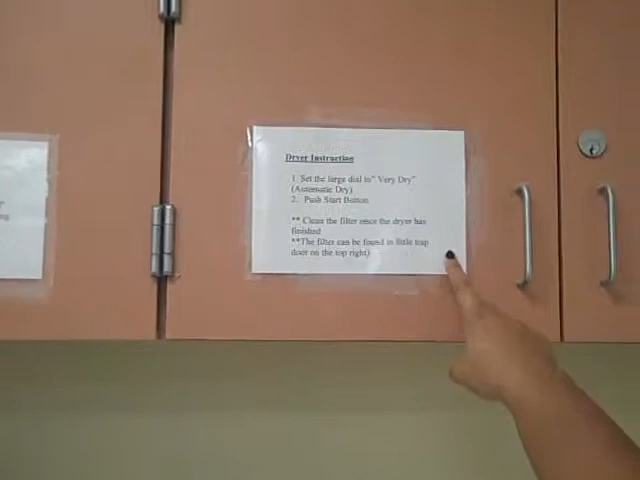 Dryer Instruction
1. Set the large dial to" Very Dry"
(Automatic Dry)
2. Push Start Button
** Clean the filter once the dryer has
finished
**The filter can be found in little trap
door on the top right)